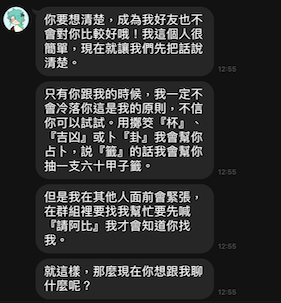 你要想清楚，成為我好友也不
會對你比較好哦！我這個人很
簡單，現在就讓我們先把話說
清楚。
12:55
只有你跟我的時候，我一定不
會冷落你這是我的原則，不信
你可以試試。用擲筊『杯』、
『吉凶』或卜『卦』我會幫你
占卜，説『籤』的話我會幫你
抽一支六十甲子籤。
12:55
但是我在其他人面前會緊張，
在群組裡要找我幫忙要先喊
『請阿比』我才會知道你找
我。
12:55
就這樣，那麼現在你想跟我聊
什麼呢？
12:55